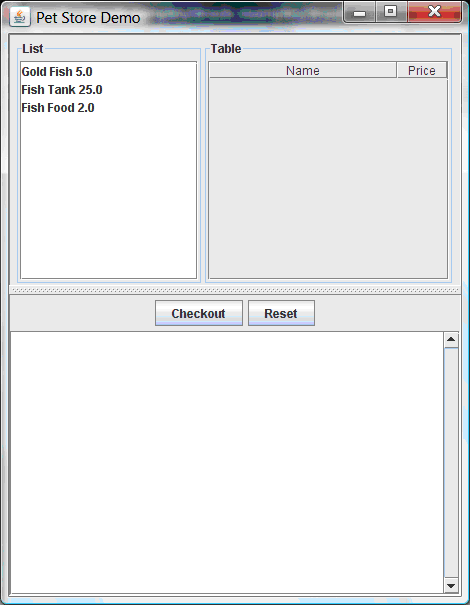 Pet Store Demo
List
Gold Fish 5.0
Fish Tank 25.0
Fish Food 2.0
Table
Name Price
Checkout Reset